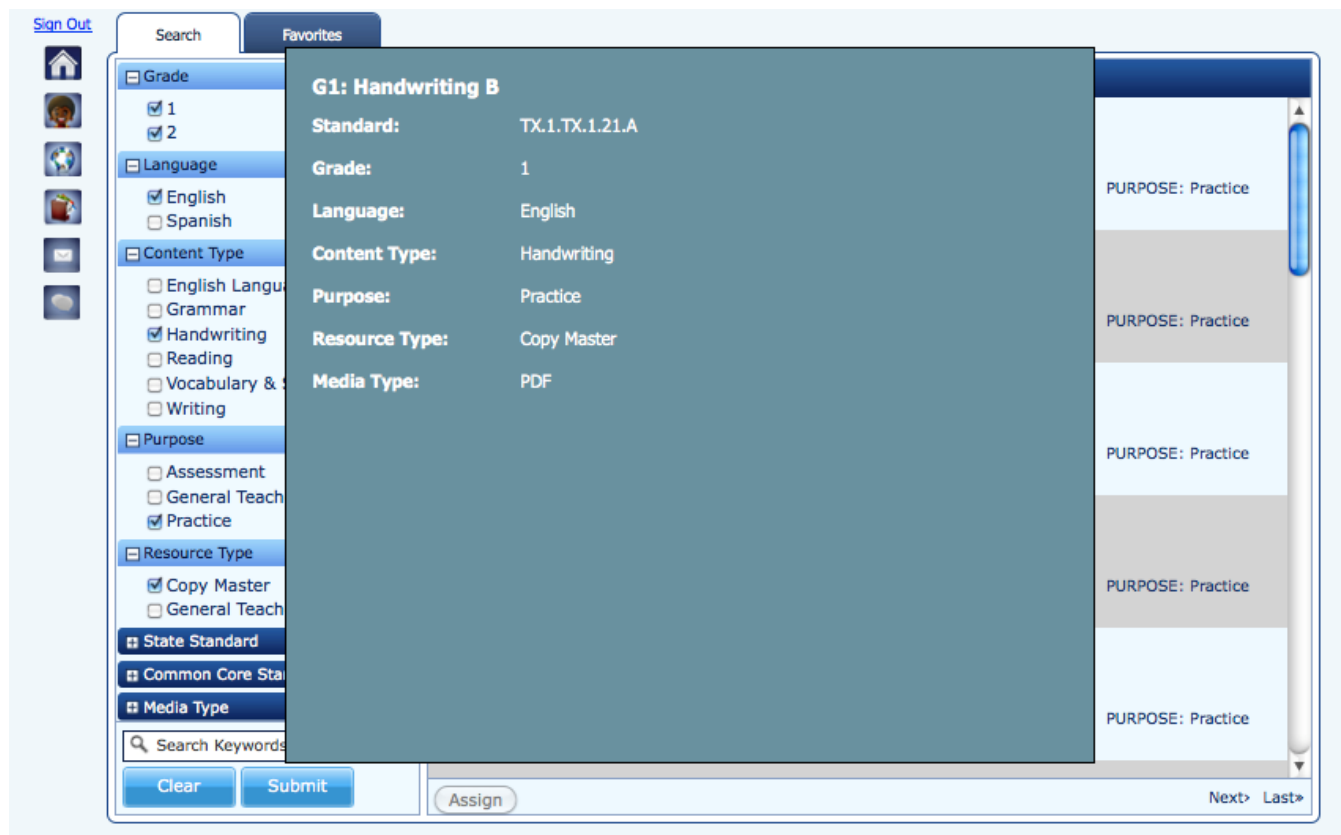 Sign Out
Search
Favorites
Grade
1
2
Language
English
Spanish
Content Type
English Langu
Grammar
Handwriting
Reading
Vocabulary &
Writing
Purpose
Assessment
General Teach
Practice
Resource Type
Copy Master
General Teach
State Standard
Common Core Sta
Media Type
Search Keywords
Clear Submit
G1: Handwriting B
Standard: TX.1.TX.1.21.A
Grade: 1
Language: English
Content Type: Handwriting
Purpose: Practice
Resource Type: Copy Master
Media Type: PDF
PURPOSE: Practice
PURPOSE: Practice
PURPOSE: Practice
PURPOSE: Practice
PURPOSE: Practice
Assign
Next› Last»